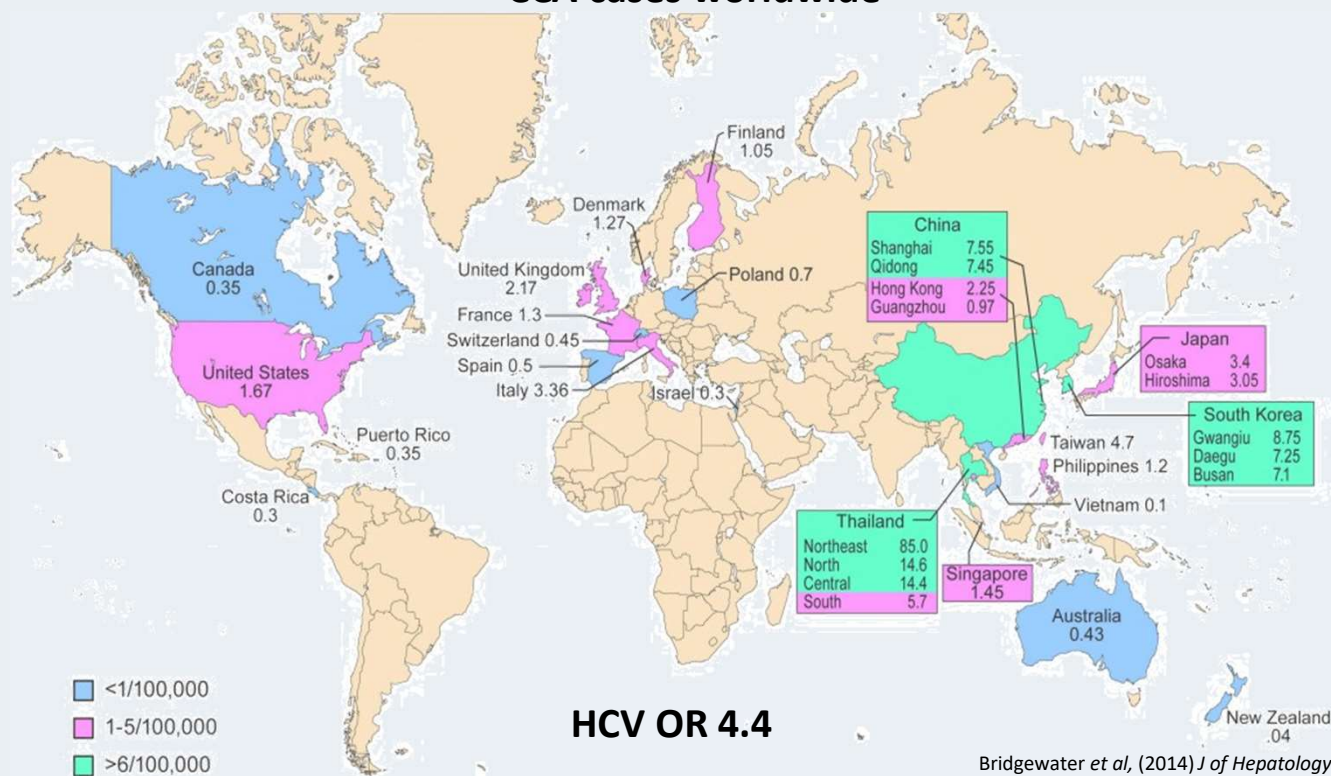 CCA cases worldwide
Finland
1.05
Denmark
1.27
Canada
0.35
United Kingdom
2.17
Poland 0.7
France 1.3
Switzerland 0.45
Spain 0.5
Italy 3.36
Israel 0.3
United States
1.67
Puerto Rico
0.35
Costa Rica
0.3
China
Shanghai 7.55
Qidong 7.45
Hong Kong 2.25
Guangzhou 0.97
Japan
Osaka 3.4
Hiroshima 3.05
South Korea
Gwangiu 8.75
Daegu 7.25
Busan 7.1
Taiwan 4.7
Philippines 1.2
Vietnam 0.1
Thailand
Northeast 85.0
North 14.6
Central 14.4
South 5.7
Singapore
1.45
Australia
0.43
New Zealand
.04
<1/100,000
1-5/100,000
>6/100,000
HCV OR 4.4
Bridgewater et al, (2014) J of Hepatology